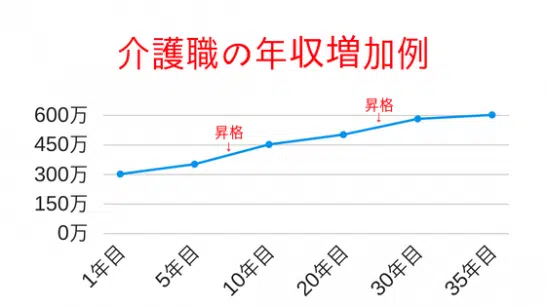 介護職の年収増加例
600万
450万
300万
150万
0万
昇格
↓
昇格
↓
1年目
5年目
10年目
20年目
30年目
35年目